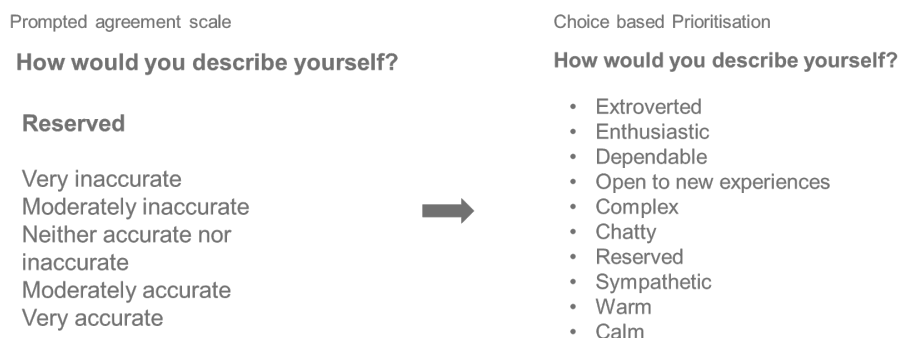 Prompted agreement scale
How would you describe yourself?
Reserved
Very inaccurate
Moderately inaccurate
Neither accurate nor
inaccurate
Moderately accurate
Very accurate
Choice based Prioritisation
How would you describe yourself?
• Extroverted
• Enthusiastic
• Dependable
• Open to new experiences
• Complex
• Chatty
• Reserved
• Sympathetic
• Warm
• Calm